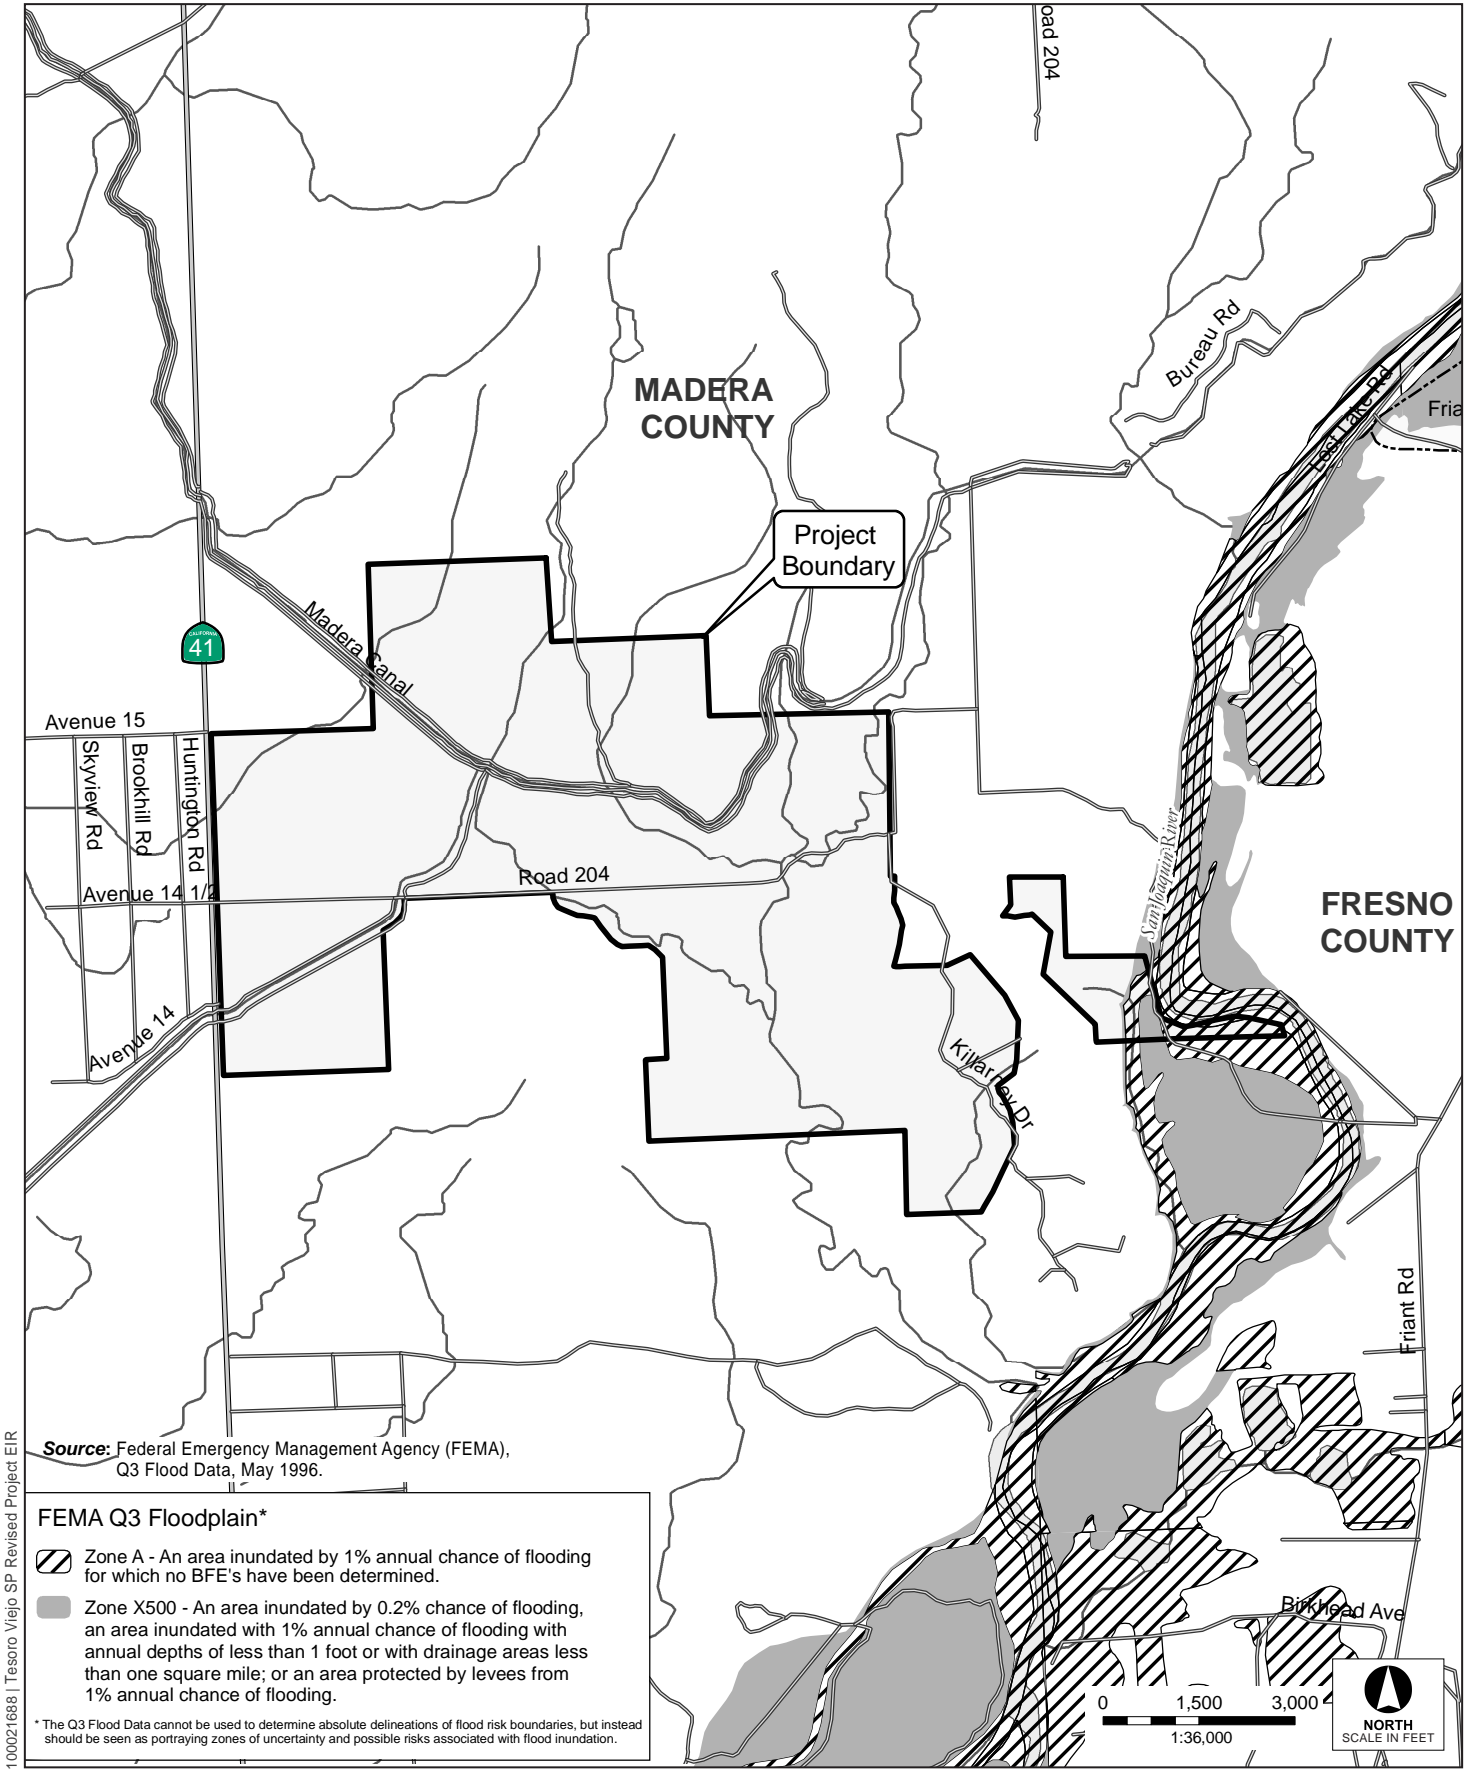 oad 204
Bureau Rd
MADERA
COUNTY
Lost Lake Rd
Fria
Project
Boundary
Madera Canal
CALIFORNIA
41
Avenue 15
Skyview Rd
Brookhill Rd
Huntington Rd
Avenue 14 1/2
Road 204
San Joaquin River
FRESNO
COUNTY
Avenue 14
Killarney Dr
Friant Rd
Source: Federal Emergency Management Agency (FEMA),
Q3 Flood Data, May 1996.
FEMA Q3 Floodplain*
Zone A - An area inundated by 1% annual chance of flooding
for which no BFE's have been determined.
Zone X500 - An area inundated by 0.2% chance of flooding,
an area inundated with 1% annual chance of flooding with
annual depths of less than 1 foot or with drainage areas less
than one square mile; or an area protected by levees from
1% annual chance of flooding.
* The Q3 Flood Data cannot be used to determine absolute delineations of flood risk boundaries, but instead
should be seen as portraying zones of uncertainty and possible risks associated with flood inundation.
Birkhead Ave
0 1,500 3,000
1:36,000
NORTH
SCALE IN FEET
100021688 | Tesoro Viejo SP Revised Project EIR